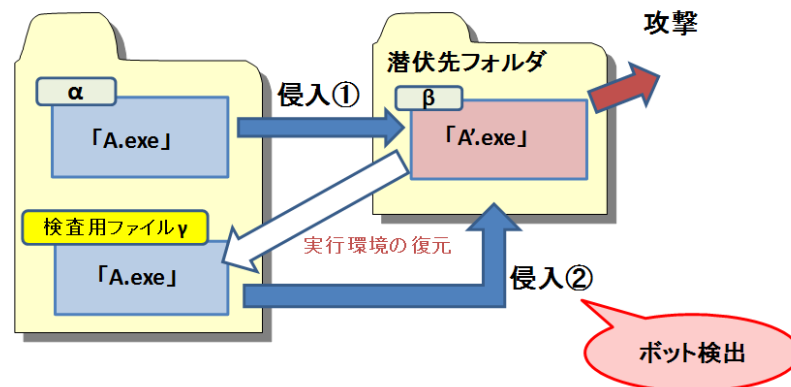 攻撃
潜伏先フォルダ
α
侵入①
β
「A.exe」
「A’.exe」
検査用ファイルγ
実行環境の復元
「A.exe」
侵入②
ボット検出